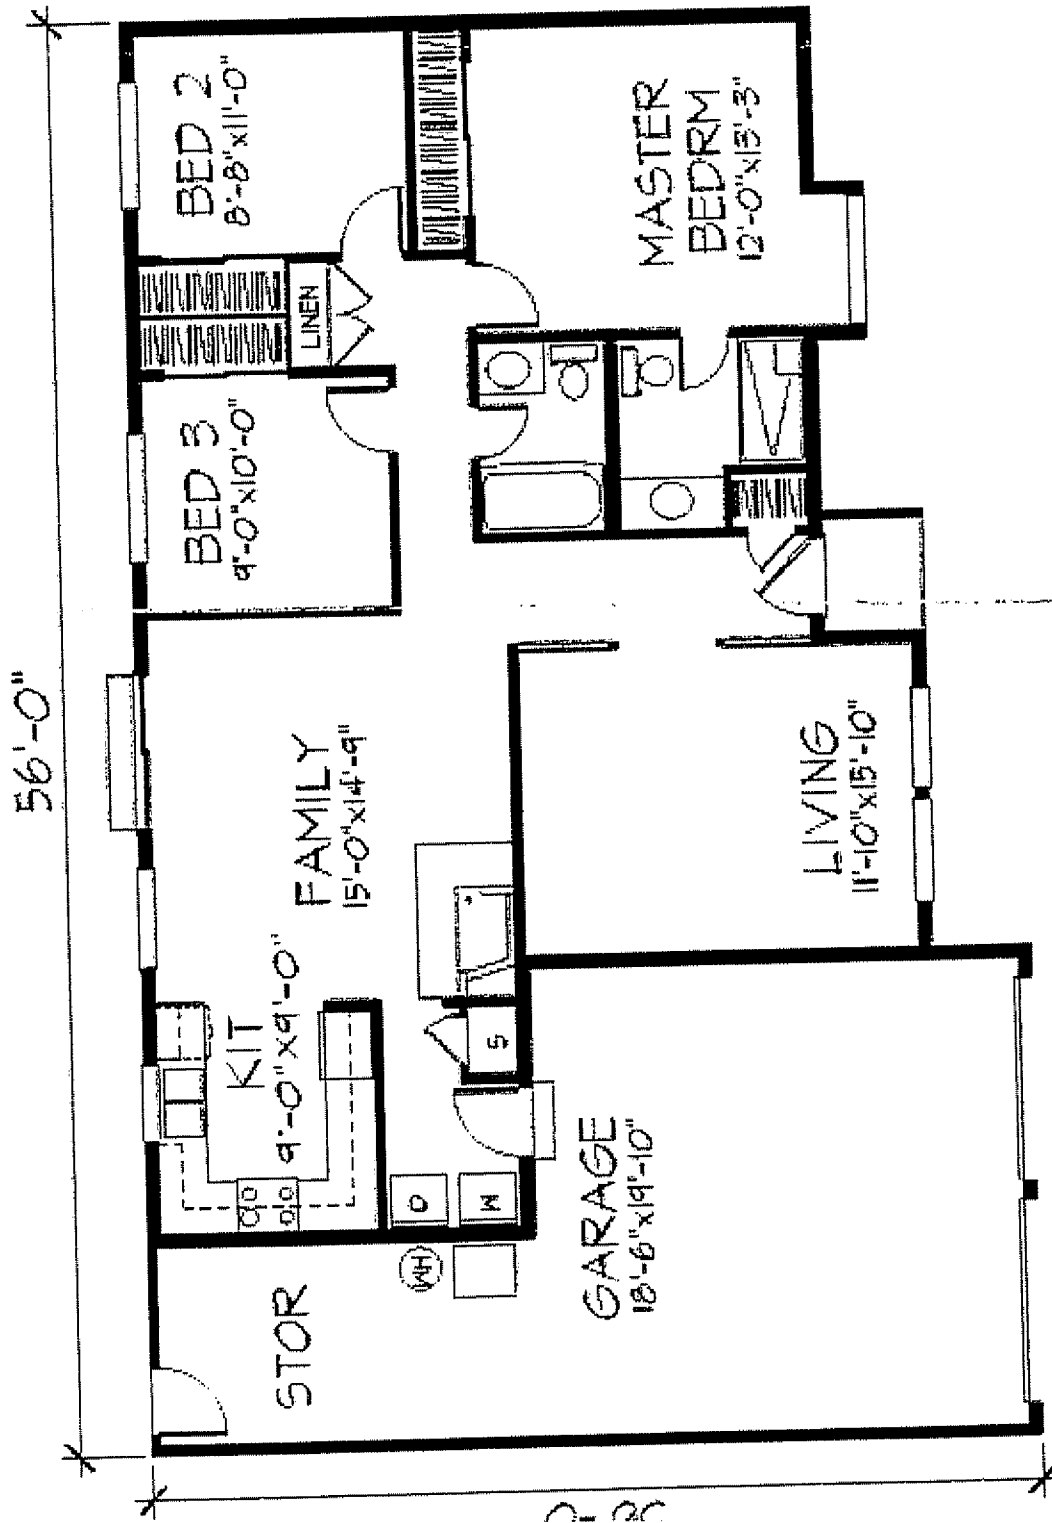 56'-0"
BED 2
8'-8"x11'-0"
MASTER
BEDRM
12'-0"x13'-3"
LINEN
BED 3
9'-0"x10'-0"
FAMILY
15'-0"x14'-9"
LIVING
11'-10"x15'-10"
KIT
9'-0"x9'-0"
S
D
W
HW
STOR
GARAGE
18'-6"x19'-10"